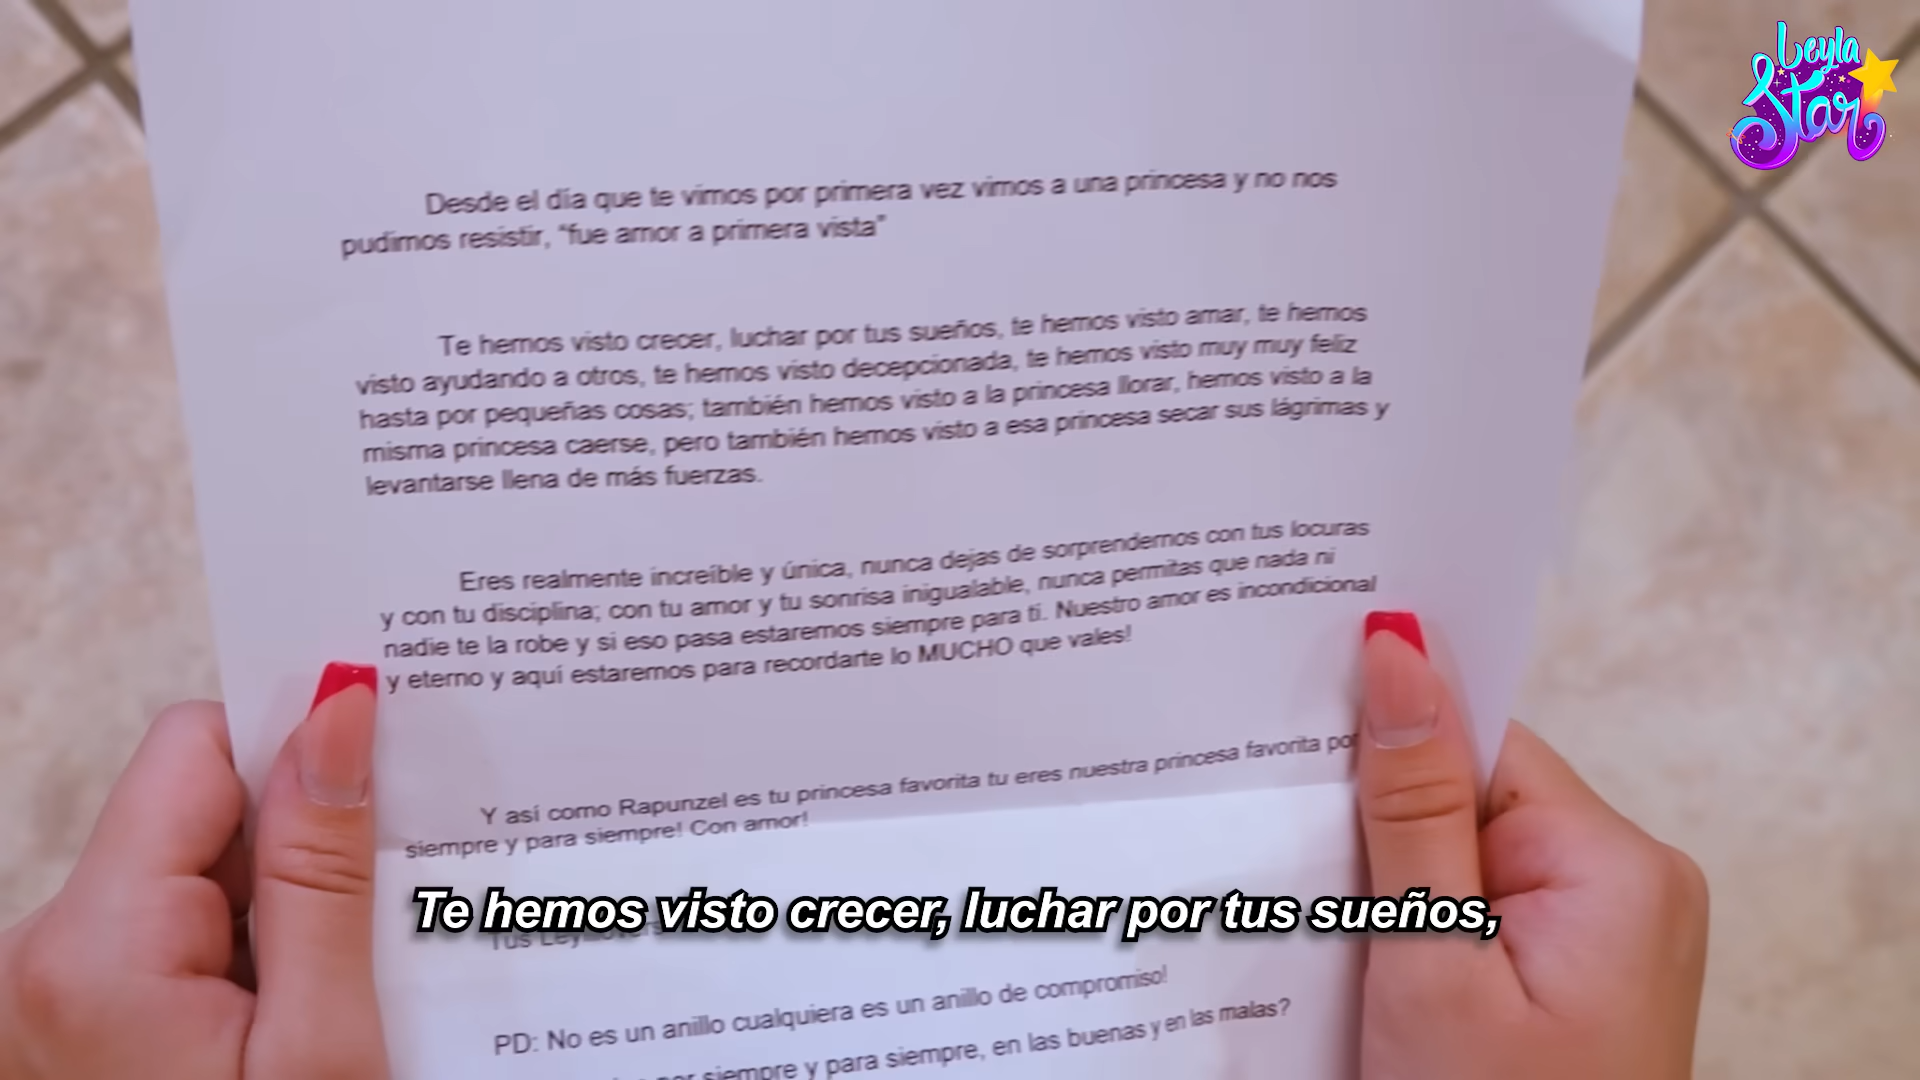 Leyla
Star
Desde el día que te vimos por primera vez vimos a una princesa y no nos
pudimos resistir, “fue amor a primera vista”
Te hemos visto crecer, luchar por tus sueños, te hemos visto amar, te hemos
visto ayudando a otros, te hemos visto decepcionada, te hemos visto muy muy feliz
hasta por pequeñas cosas; también hemos visto a la princesa llorar, hemos visto a la
misma princesa caerse, pero también hemos visto a esa princesa secar sus lágrimas y
levantarse llena de más fuerzas.
Eres realmente increíble y única, nunca dejas de sorprendernos con tus locuras
y con tu disciplina; con tu amor y tu sonrisa inigualable, nunca permitas que nada ni
nadie te la robe y si eso pasa estaremos siempre para ti. Nuestro amor es incondicional
y eterno y aquí estaremos para recordarte lo MUCHO que vales!
Y así como Rapunzel es tu princesa favorita tu eres nuestra princesa favorita por
siempre y para siempre! Con amor!
Te hemos visto crecer, luchar por tus sueños,
Tus
PD: No es un anillo cualquiera es un anillo de compromiso!
por siempre y para siempre, en las buenas y en las malas?